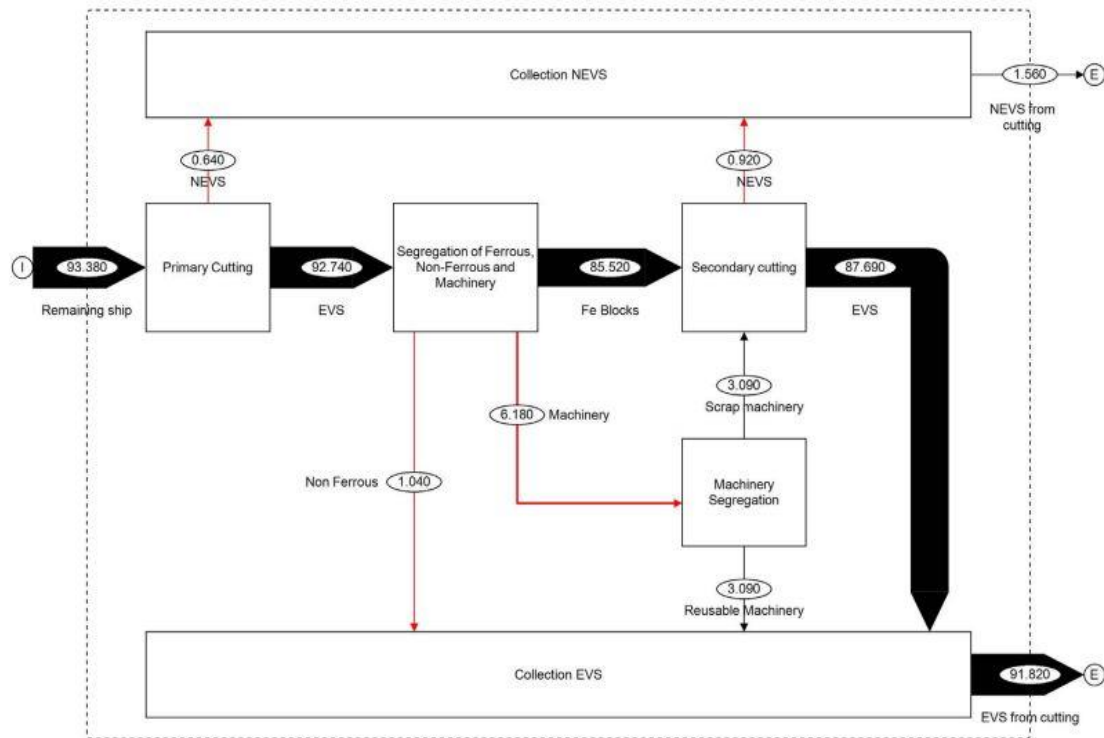 Collection NEVS
1.560
E
NEVS from
cutting
0.640
NEVS
0.920
NEVS
I
93.380
Remaining ship
Primary Cutting
92.740
EVS
Segregation of Ferrous,
Non-Ferrous and
Machinery
85.520
Fe Blocks
Secondary cutting
87.690
EVS
3.090
Scrap machinery
6.180
Machinery
Non Ferrous
1.040
Machinery
Segregation
3.090
Reusable Machinery
Collection EVS
91.820
E
EVS from cutting